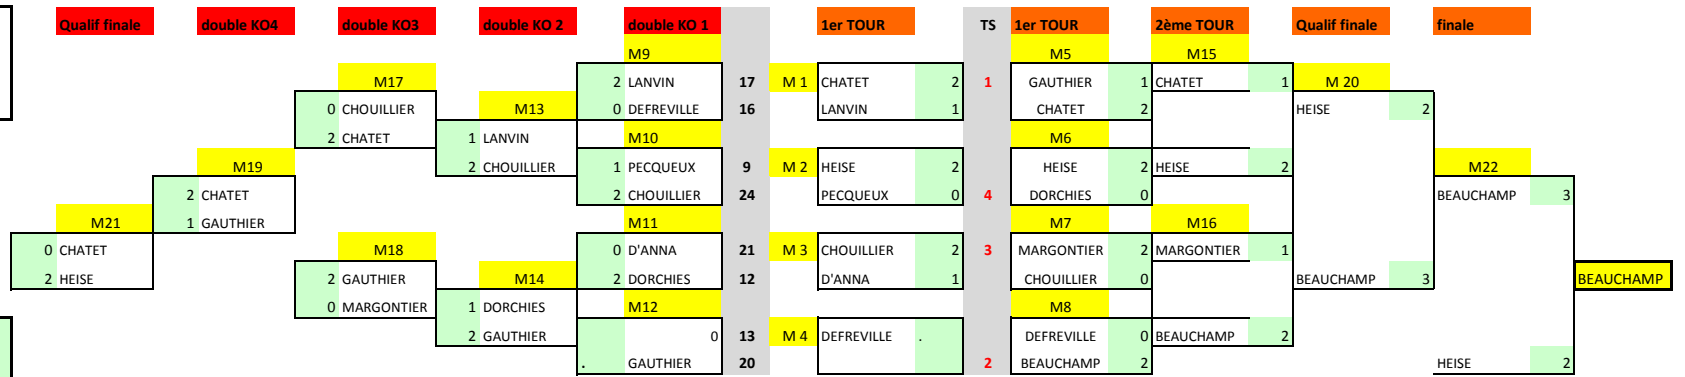 Qualif finale double KO4 double KO3 double KO 2 double KO 1 1er TOUR TS 1er TOUR 2ème TOUR Qualif finale finale
M9 M5 M15
M17 2 LANVIN 17 M 1 CHATET 2 1 GAUTHIER 1 CHATET 1 M 20
0 CHOUILLIER M13 0 DEFREVILLE 16 LANVIN 1 CHATET 2 HEISE 2
2 CHATET 1 LANVIN M10 M6
M19 2 CHOUILLIER 1 PECQUEUX 9 M 2 HEISE 2 HEISE 2 HEISE 2 M22
2 CHATET 2 CHOUILLIER 24 PECQUEUX 0 4 DORCHIES 0 BEAUCHAMP 3
M21 1 GAUTHIER M11 M7 M16
0 CHATET M18 0 D'ANNA 21 M 3 CHOUILLIER 2 3 MARGONTIER 2 MARGONTIER 1
2 HEISE 2 GAUTHIER M14 2 DORCHIES 12 D'ANNA 1 CHOUILLIER 0 BEAUCHAMP 3 BEAUCHAMP
0 MARGONTIER 1 DORCHIES M12 M8
2 GAUTHIER 0 13 M 4 DEFREVILLE . DEFREVILLE 0 BEAUCHAMP 2
. GAUTHIER 20 2 BEAUCHAMP 2 HEISE 2